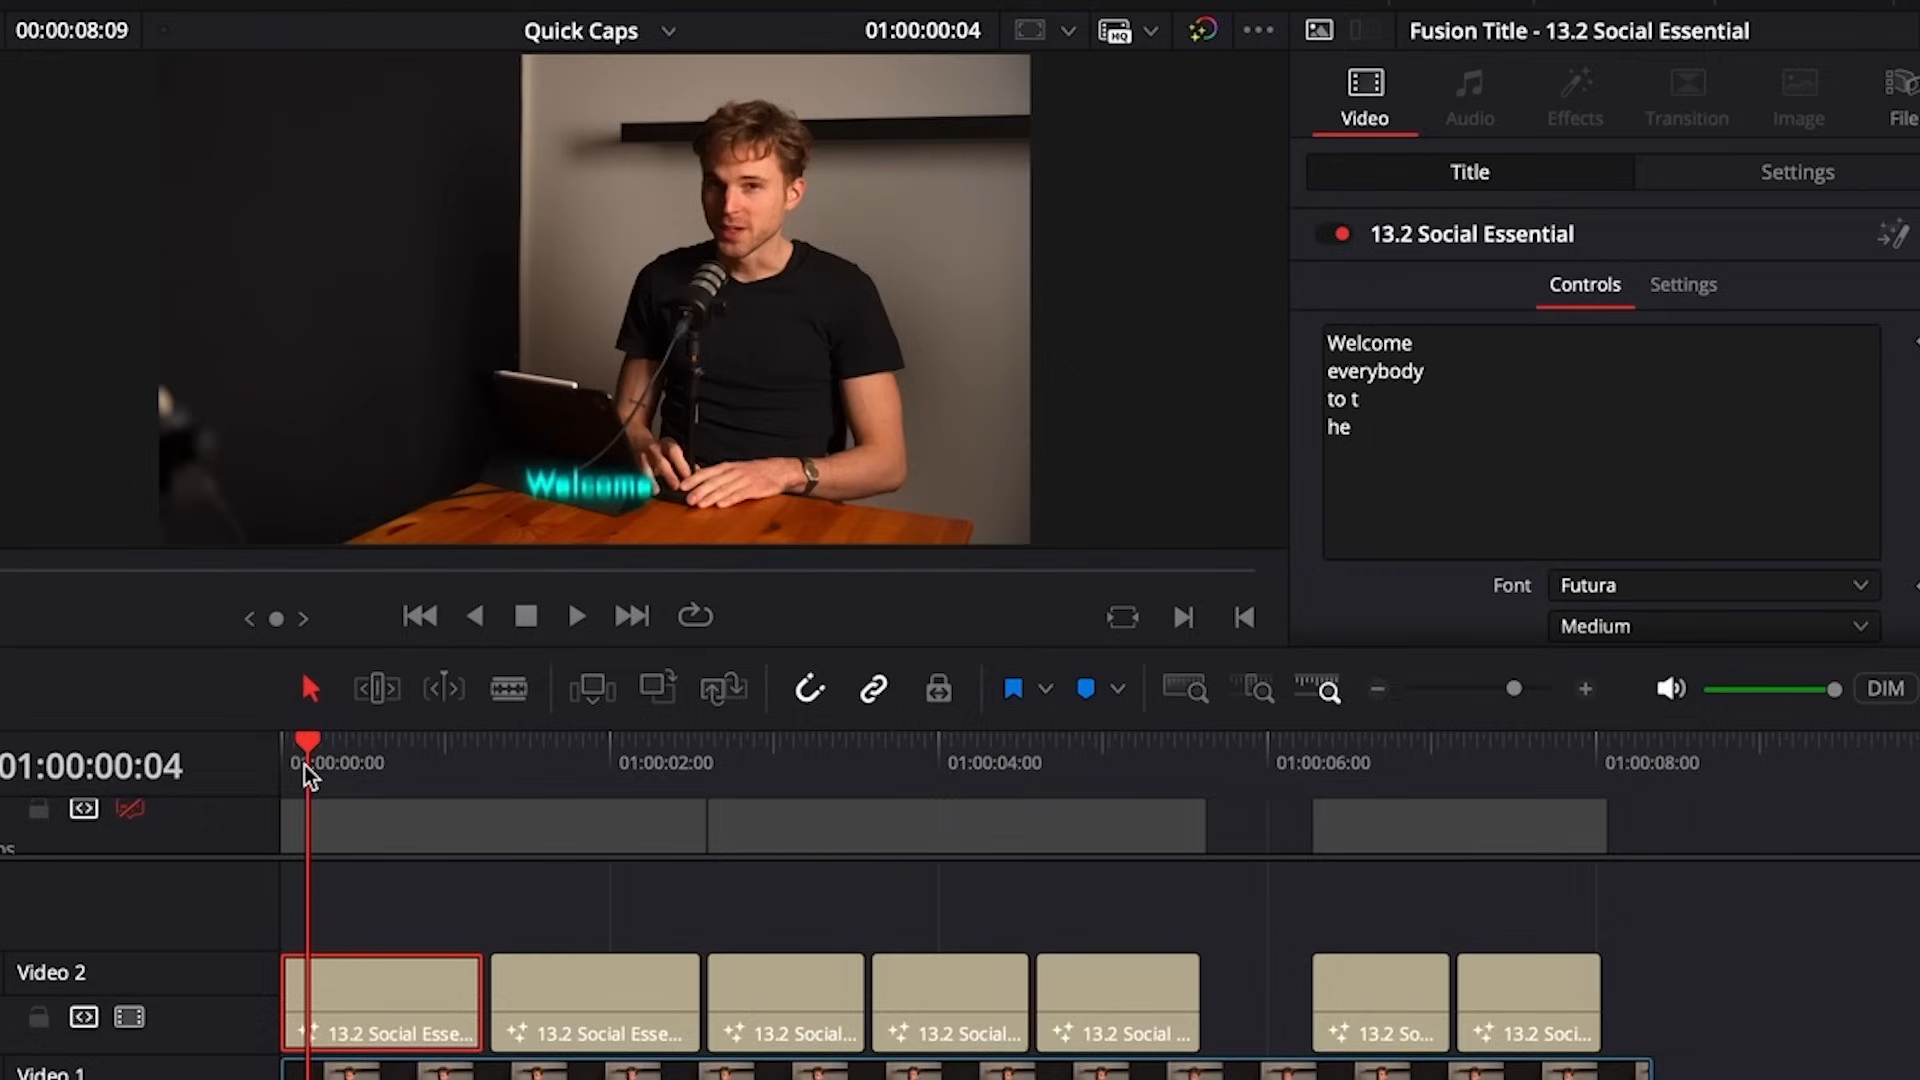 00:00:08:09
Quick Caps
01:00:00:04
HQ
Fusion Title - 13.2 Social Essential
Video
Audio
Effects
Transition
Image
File
Title
Settings
13.2 Social Essential
Controls
Settings
Welcome
everybody
to t
he
Font
Futura
Medium
Welcome
DIM
01:00:00:04
01:00:00:00
01:00:02:00
01:00:04:00
01:00:06:00
01:00:08:00
Video 2
13.2 Social Esse...
13.2 Social Esse...
13.2 Social...
13.2 Social...
13.2 Social ...
13.2 So...
13.2 Soci...
Video 1